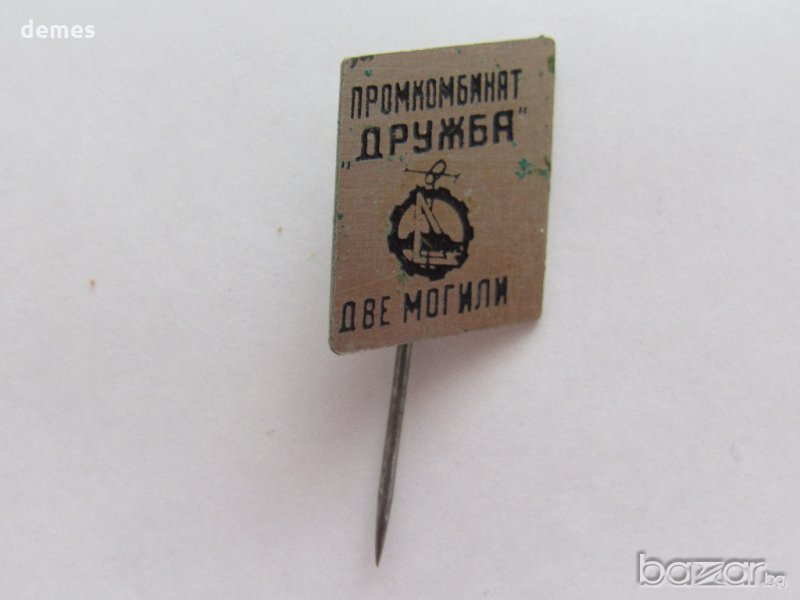 demes
ПРОМКОМБИНАТ
„ДРУЖБА"
ДВЕ МОГИЛИ
bazar.bg